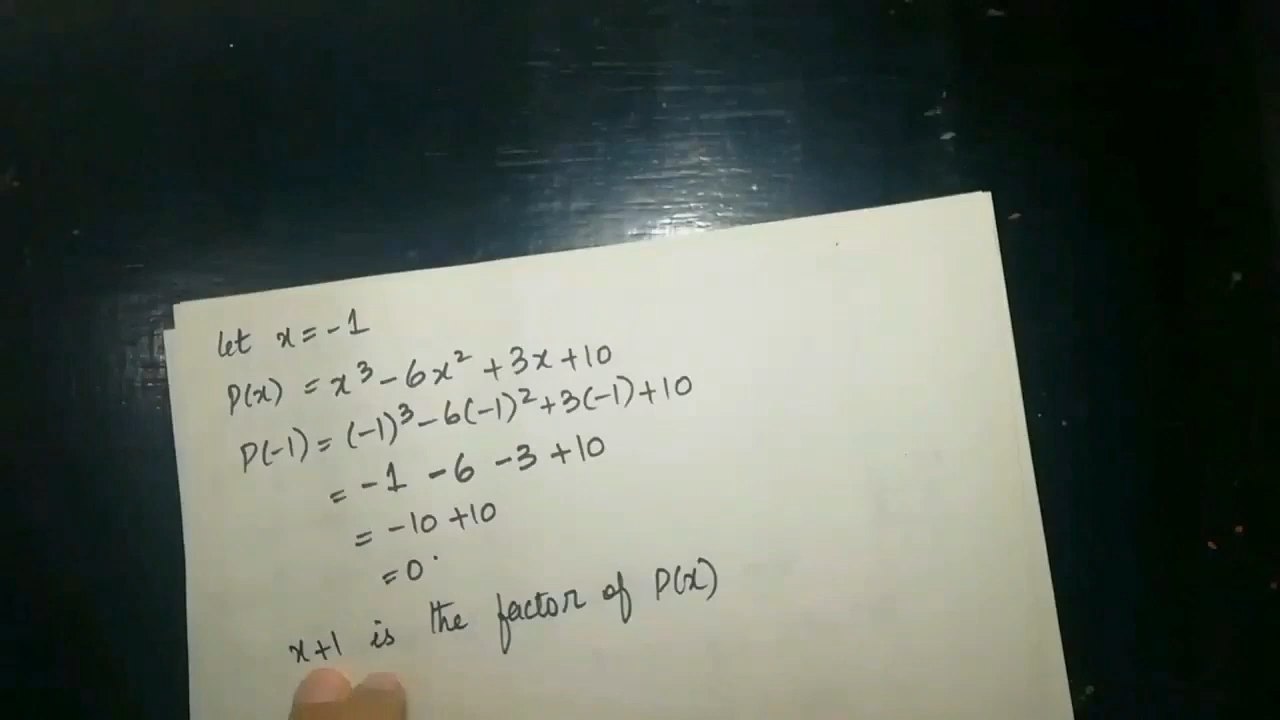 let x = -1
P(x) = x³ - 6x² + 3x + 10
P(-1) = (-1)³ - 6(-1)² + 3(-1) + 10
= -1 - 6 - 3 + 10
= -10 + 10
= 0
x+1 is the factor of P(x)